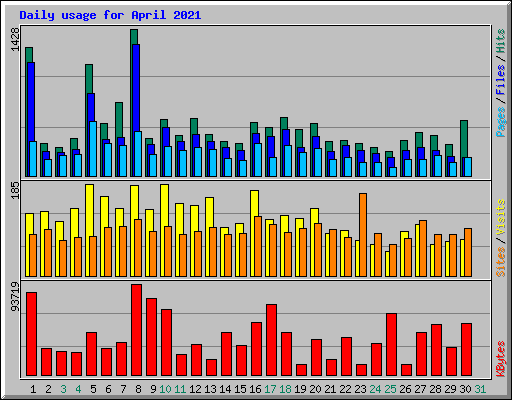 Daily usage for April 2021
1428
Pages / Files / Hits
185
Sites / Visits
93719
KBytes
1 2 3 4 5 6 7 8 9 10 11 12 13 14 15 16 17 18 19 20 21 22 23 24 25 26 27 28 29 30 31